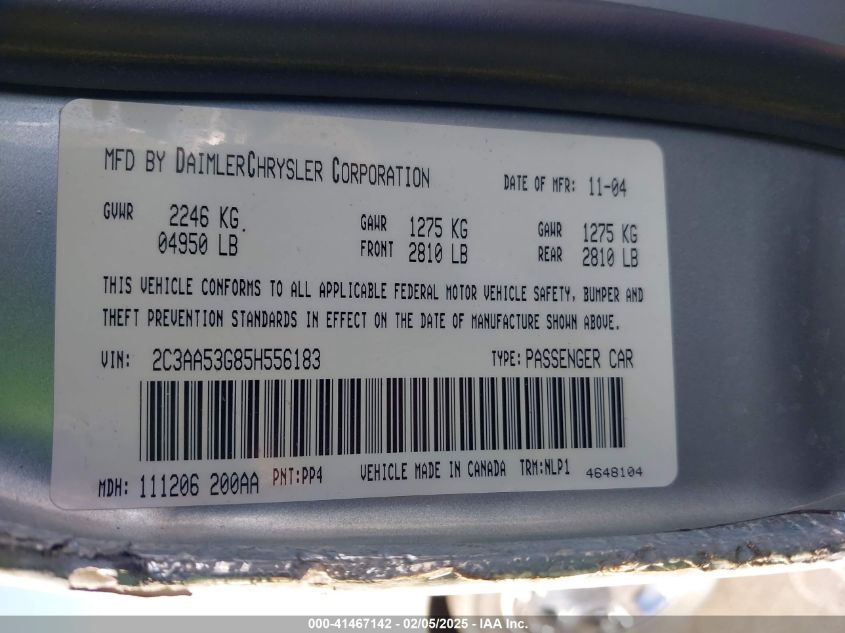 MFD BY DAIMLERCHRYSLER CORPORATION DATE OF MFR: 11-04
GVWR 2246 KG. GAWR 1275 KG GAWR 1275 KG
04950 LB FRONT 2810 LB REAR 2810 LB
THIS VEHICLE CONFORMS TO ALL APPLICABLE FEDERAL MOTOR VEHICLE SAFETY, BUMPER AND
THEFT PREVENTION STANDARDS IN EFFECT ON THE DATE OF MANUFACTURE SHOWN ABOVE.
VIN: 2C3AA53G85H556183 TYPE: PASSENGER CAR
MDH: 111206 200AA PNT:PP4 VEHICLE MADE IN CANADA TRM:NLP1 4648104
000-41467142 - 02/05/2025 - IAA Inc.